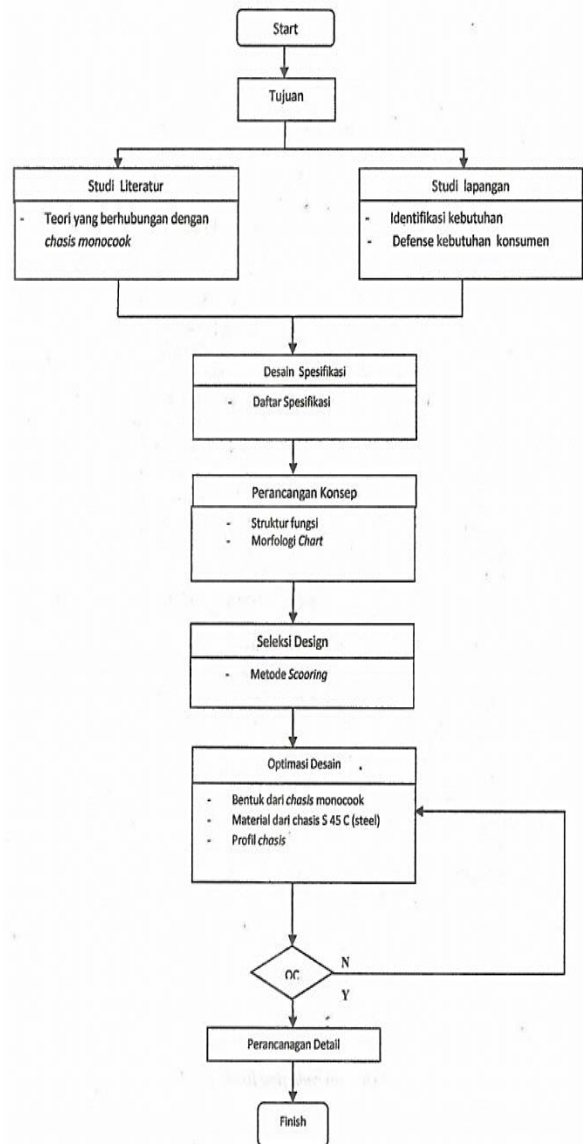 Start
Tujuan
Studi Literatur
- Teori yang berhubungan dengan
chasis monocook
Studi lapangan
- Identifikasi kebutuhan
- Defense kebutuhan konsumen
Desain Spesifikasi
- Daftar Spesifikasi
Perancangan Konsep
- Struktur fungsi
- Morfologi Chart
Seleksi Design
- Metode Scooring
Optimasi Desain
- Bentuk dari chasis monocook
- Material dari chasis S 45 C (steel)
- Profil chasis
N
Y
Perancanagan Detail
Finish